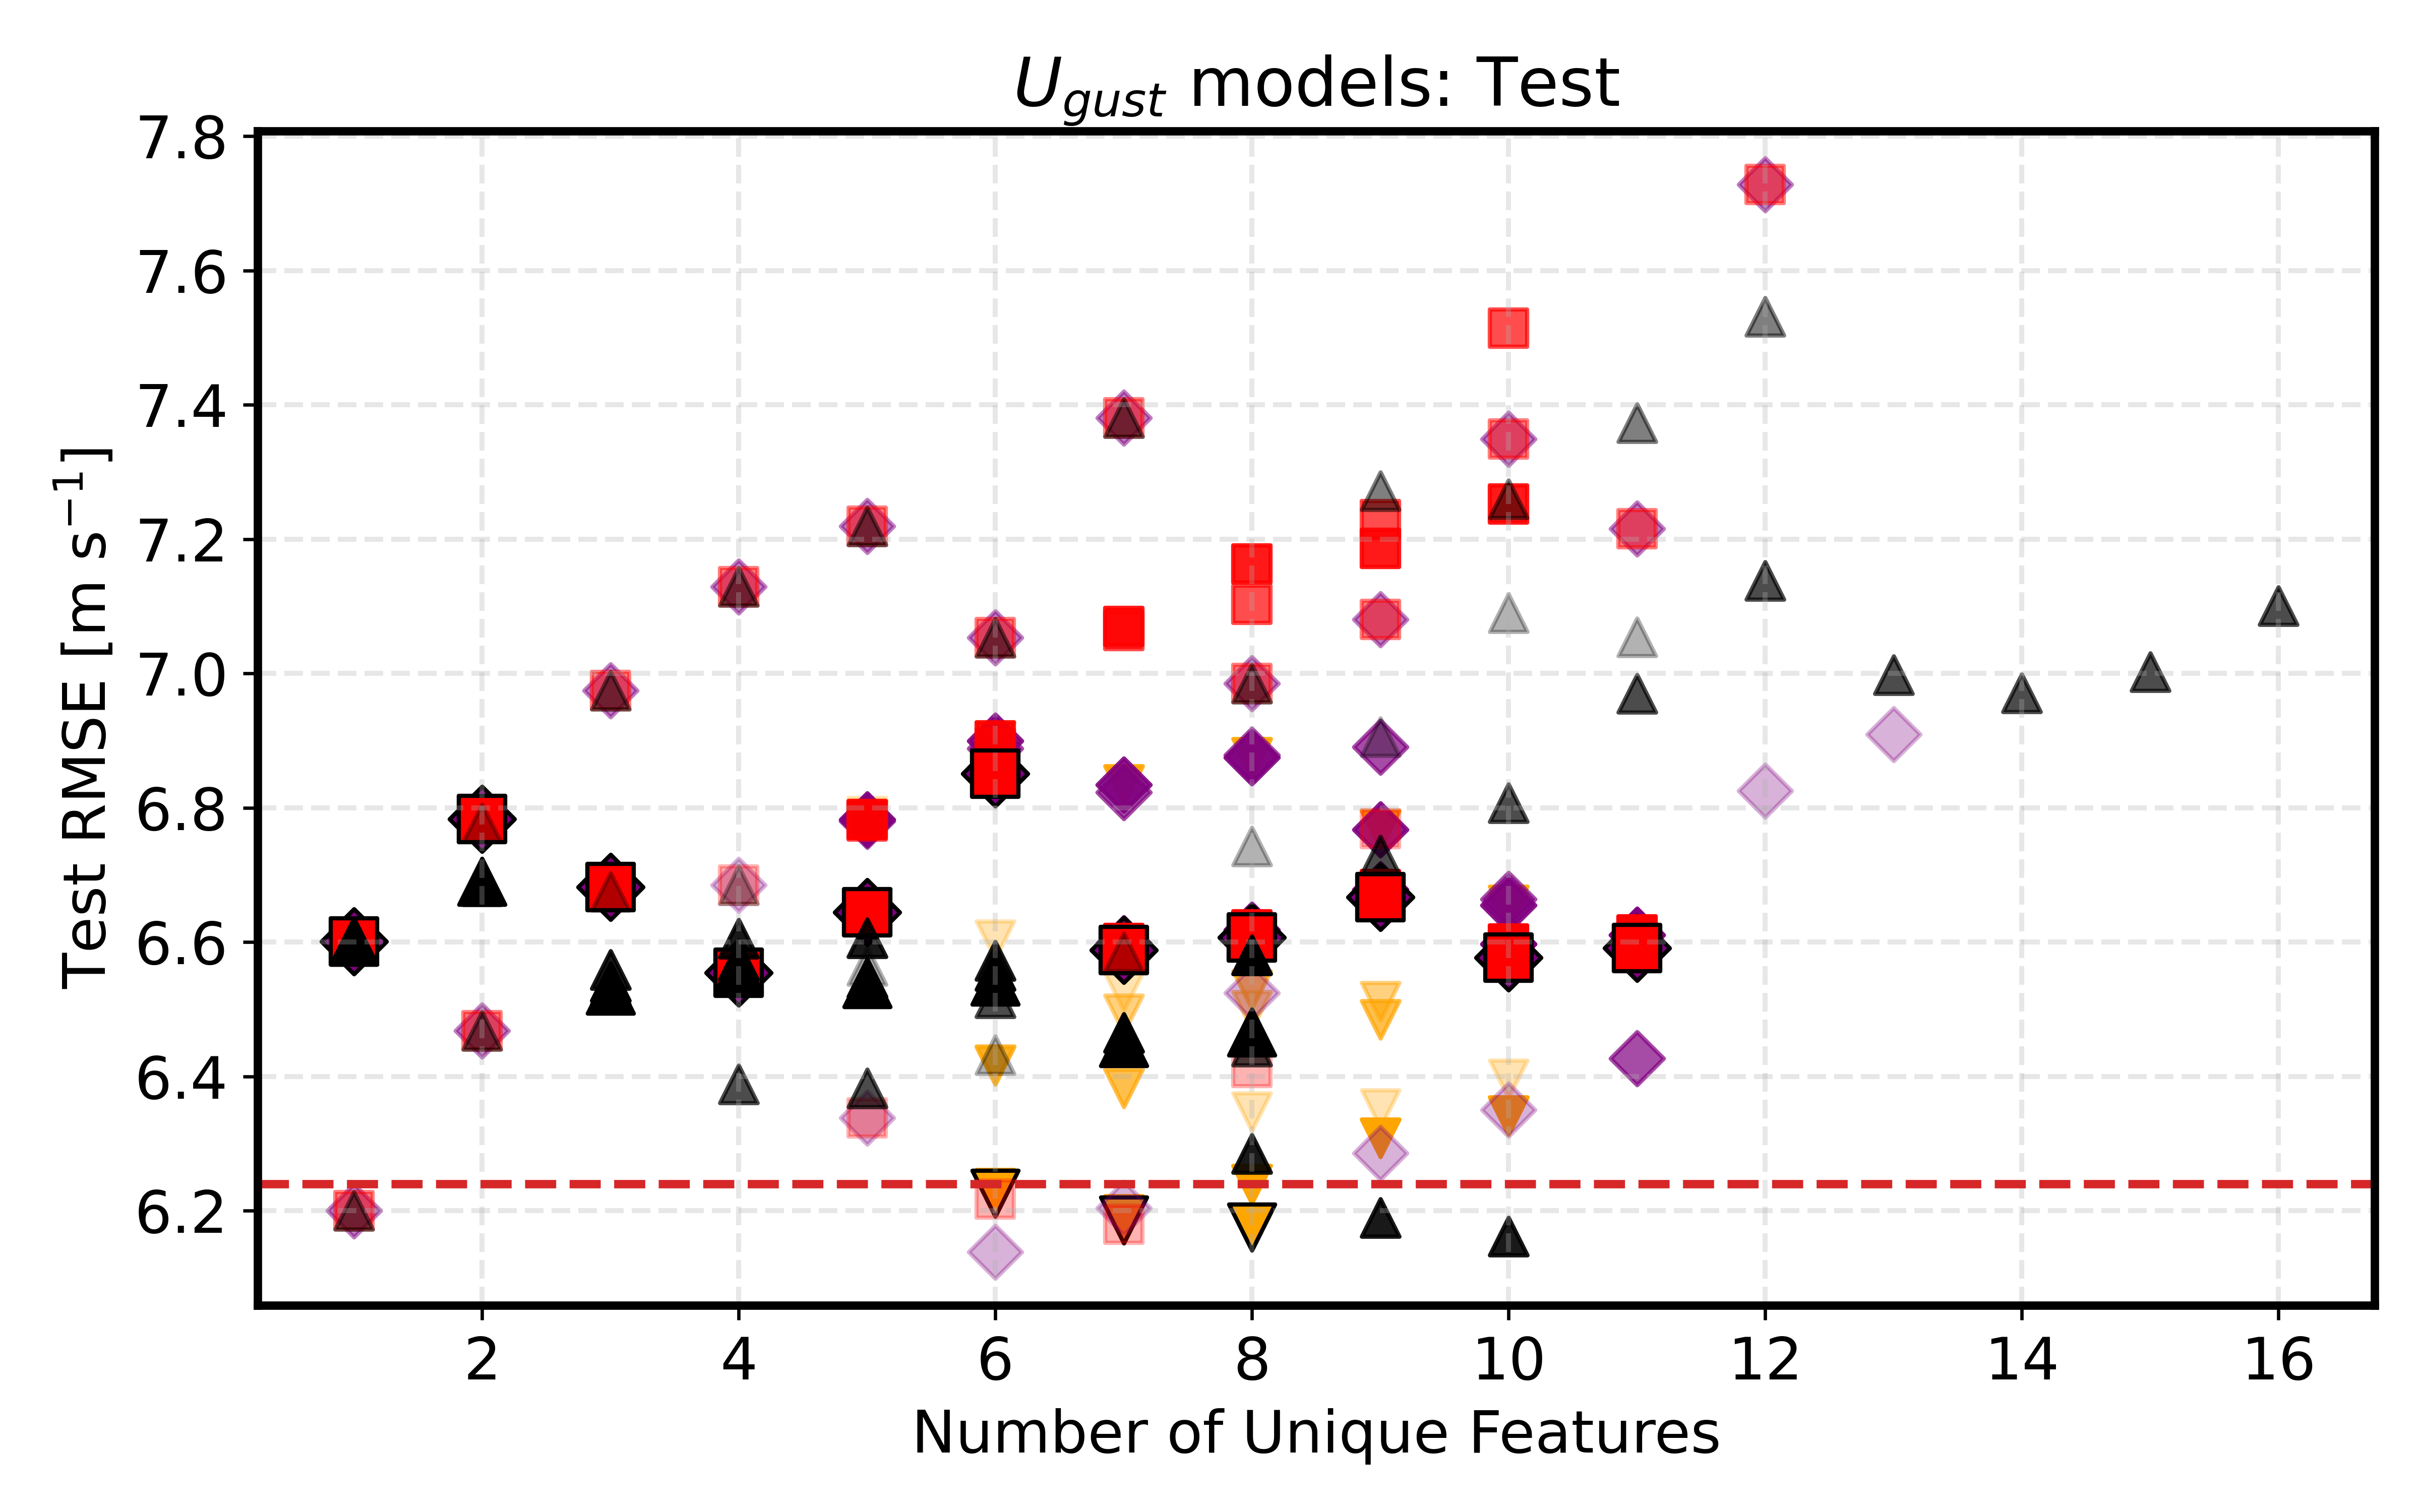 U_gust models: Test
7.8
7.6
7.4
7.2
7.0
6.8
6.6
6.4
6.2
Test RMSE [m s⁻¹]
2 4 6 8 10 12 14 16
Number of Unique Features